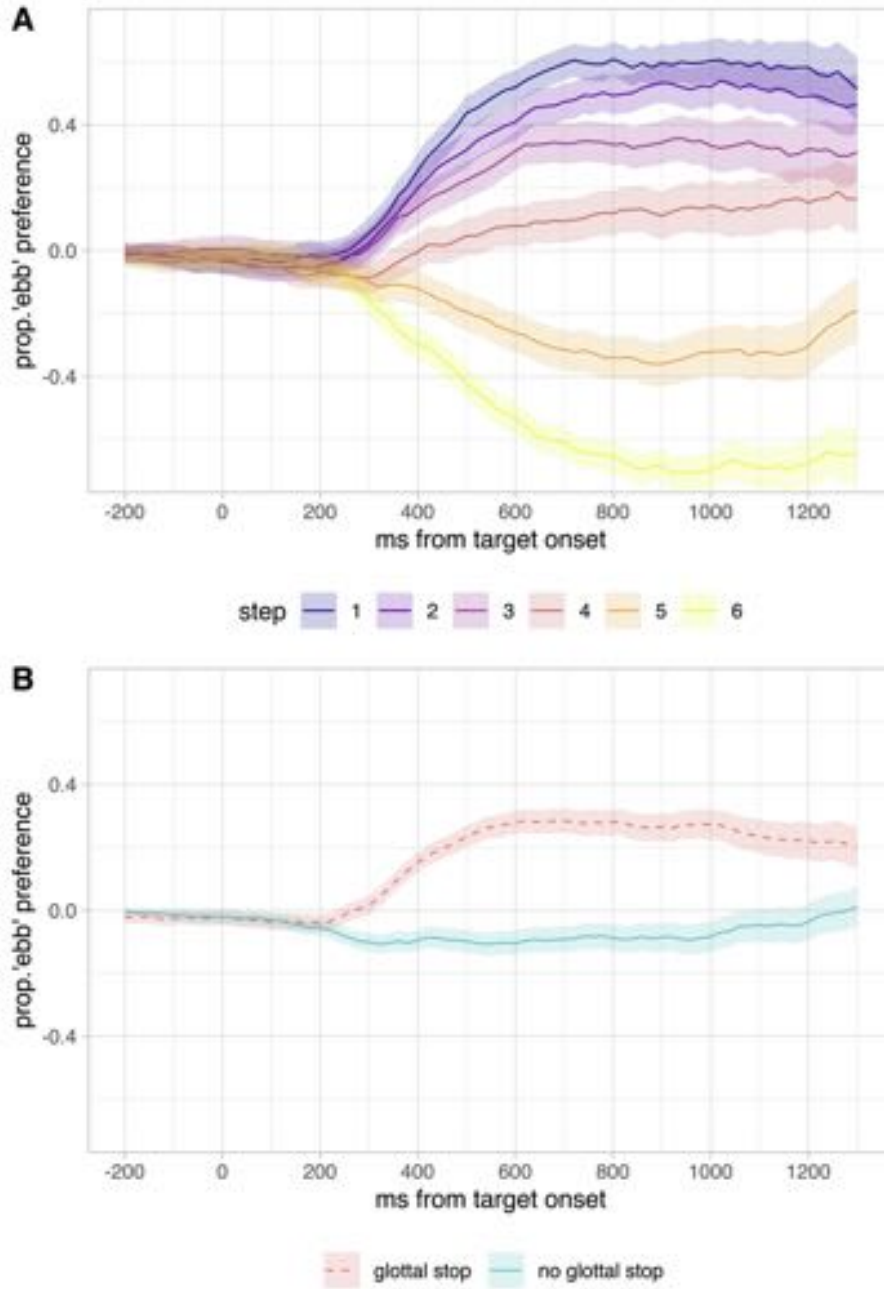 A
prop.'ebb' preference
0.4
0.0
-0.4
-200 0 200 400 600 800 1000 1200
ms from target onset
step 1 2 3 4 5 6
B
prop.'ebb' preference
0.4
0.0
-0.4
-200 0 200 400 600 800 1000 1200
ms from target onset
glottal stop no glottal stop